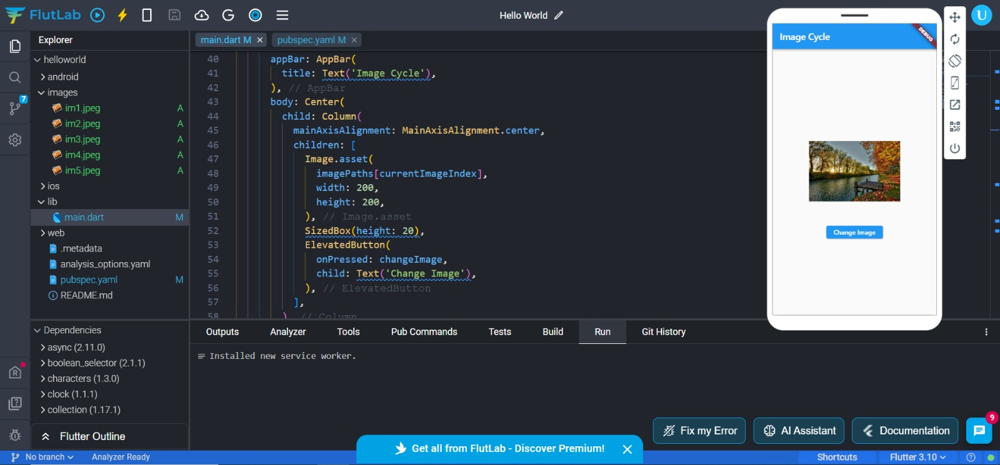 FlutLab
Hello World
U
Explorer
helloworld
android
images
im1.jpeg A
im2.jpeg A
im3.jpeg A
im4.jpeg A
im5.jpeg A
ios
lib
main.dart M
web
.metadata
analysis_options.yaml
pubspec.yaml M
README.md
7
Dependencies
async (2.11.0)
boolean_selector (2.1.1)
characters (1.3.0)
clock (1.1.1)
collection (1.17.1)
Flutter Outline
main.dart M ×
pubspec.yaml M ×
40 appBar: AppBar(
41 title: Text('Image Cycle'),
42 ), // AppBar
43 body: Center(
44 child: Column(
45 mainAxisAlignment: MainAxisAlignment.center,
46 children: [
47 Image.asset(
48 imagePaths[currentImageIndex],
49 width: 200,
50 height: 200,
51 ), // Image.asset
52 SizedBox(height: 20),
53 ElevatedButton(
54 onPressed: changeImage,
55 child: Text('Change Image'),
56 ), // ElevatedButton
57 ],
58 ) // Column
Image Cycle
DEBUG
Change Image
Outputs Analyzer Tools Pub Commands Tests Build Run Git History
Installed new service worker.
Fix my Error
AI Assistant
Documentation
9
Get all from FlutLab - Discover Premium!
No branch
Analyzer Ready
Shortcuts
Flutter 3.10